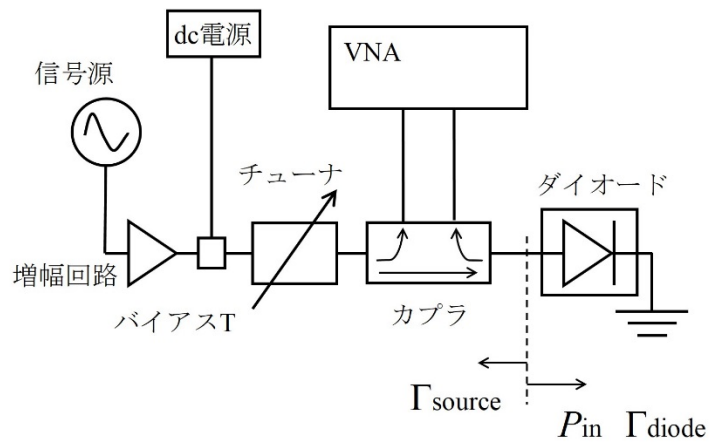 dc電源
VNA
信号源
チューナ
ダイオード
増幅回路
バイアスT
カプラ
Γsource
Pin Γdiode